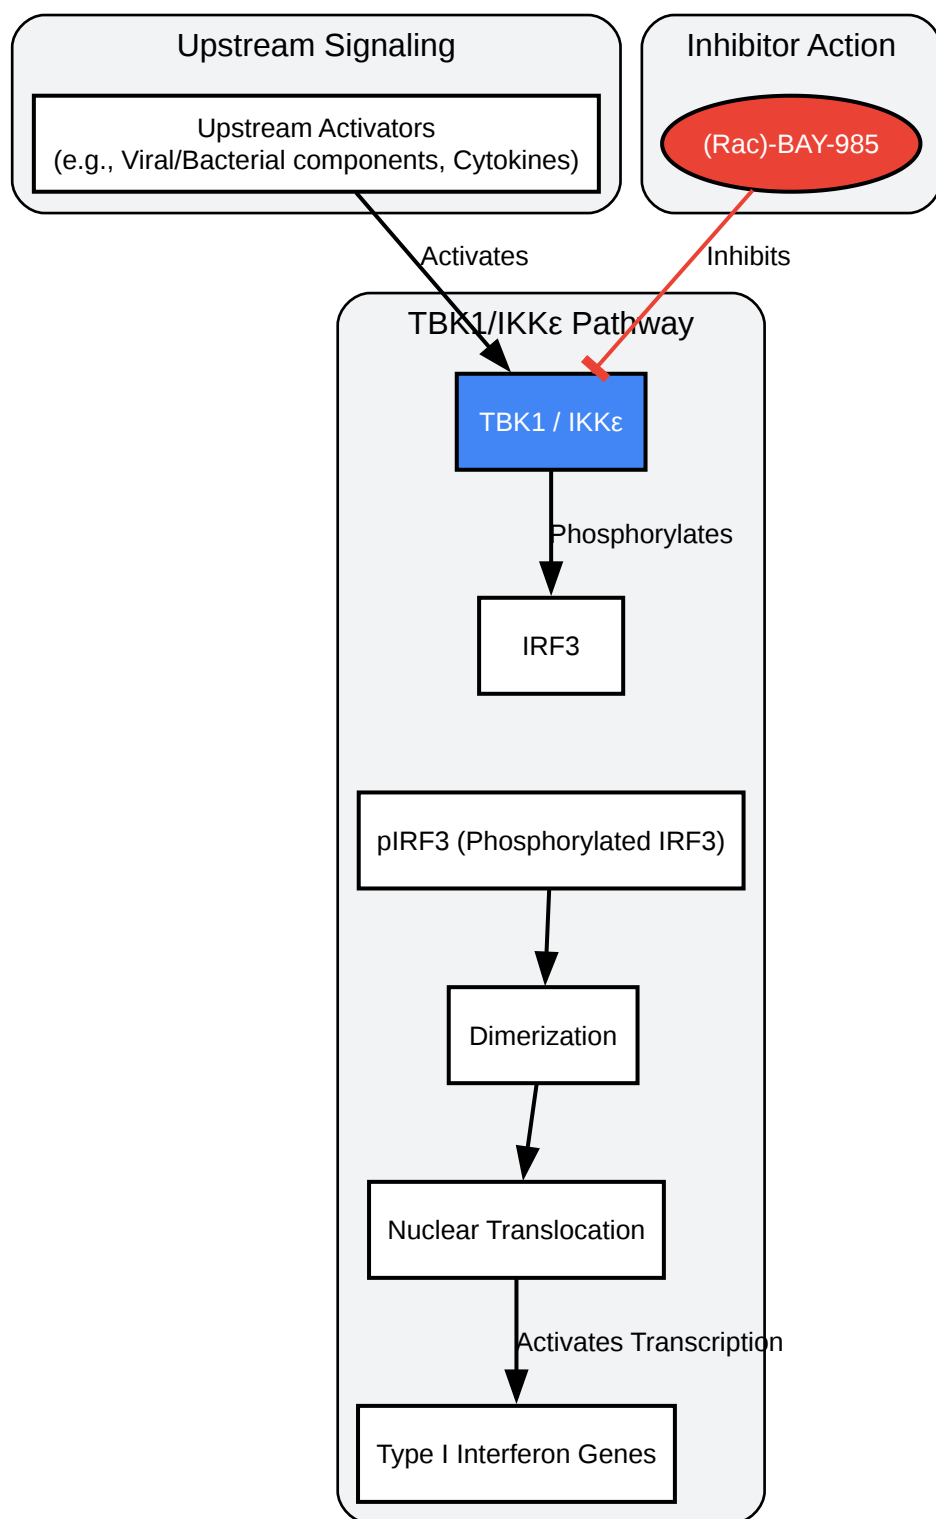 Upstream Signaling
Inhibitor Action
Upstream Activators
(e.g., Viral/Bacterial components, Cytokines)
(Rac)-BAY-985
Activates
Inhibits
TBK1/IKKε Pathway
TBK1 / IKKε
Phosphorylates
IRF3
pIRF3 (Phosphorylated IRF3)
Dimerization
Nuclear Translocation
Activates Transcription
Type I Interferon Genes